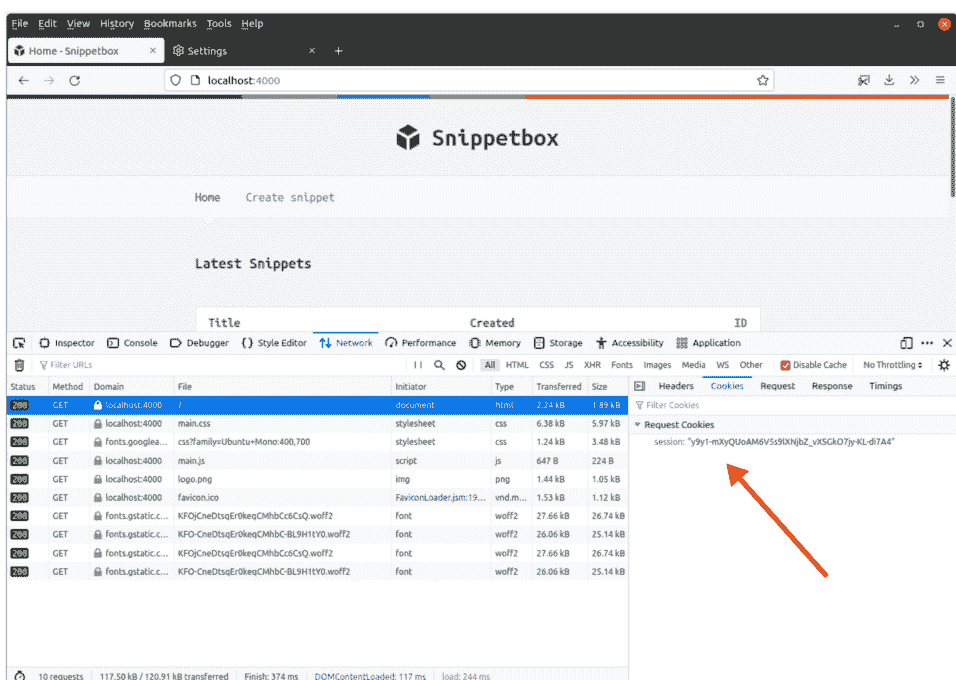 File Edit View History Bookmarks Tools Help
Home - Snippetbox × Settings × +
localhost:4000
Snippetbox
Home Create snippet
Latest Snippets
Title Created ID
Inspector Console Debugger Style Editor Network Performance Memory Storage Accessibility Application
Filter URLs All HTML CSS JS XHR Fonts Images Media WS Other Disable Cache No Throttling
Status Method Domain File Initiator Type Transferred Size Headers Cookies Request Response Timings
200 GET localhost:4000 / document html 2.24 kB 1.89 kB Filter Cookies
200 GET localhost:4000 main.css stylesheet css 6.38 kB 5.97 kB Request Cookies
200 GET fonts.googlea... css?family=Ubuntu+Mono:400,700 stylesheet css 1.24 kB 3.48 kB session: "y9y1-mXyQUoAM6V5s9lXNjbZ_vXSGkO7jy-KL-di7A4"
200 GET localhost:4000 main.js script js 647 B 224 B
200 GET localhost:4000 logo.png img png 1.44 kB 1.05 kB
200 GET localhost:4000 favicon.ico FaviconLoader.jsm:19... vnd.m... 1.53 kB 1.12 kB
200 GET fonts.gstatic.c... KFOjCneDtsqEr0keqCMhbCc6CsQ.woff2 font woff2 27.66 kB 26.74 kB
200 GET fonts.gstatic.c... KFO-CneDtsqEr0keqCMhbC-BL9H1tY0.woff2 font woff2 26.06 kB 25.14 kB
200 GET fonts.gstatic.c... KFOjCneDtsqEr0keqCMhbCc6CsQ.woff2 font woff2 27.66 kB 26.74 kB
200 GET fonts.gstatic.c... KFO-CneDtsqEr0keqCMhbC-BL9H1tY0.woff2 font woff2 26.06 kB 25.14 kB
10 requests 117.50 kB / 120.91 kB transferred Finish: 374 ms DOMContentLoaded: 117 ms load: 244 ms